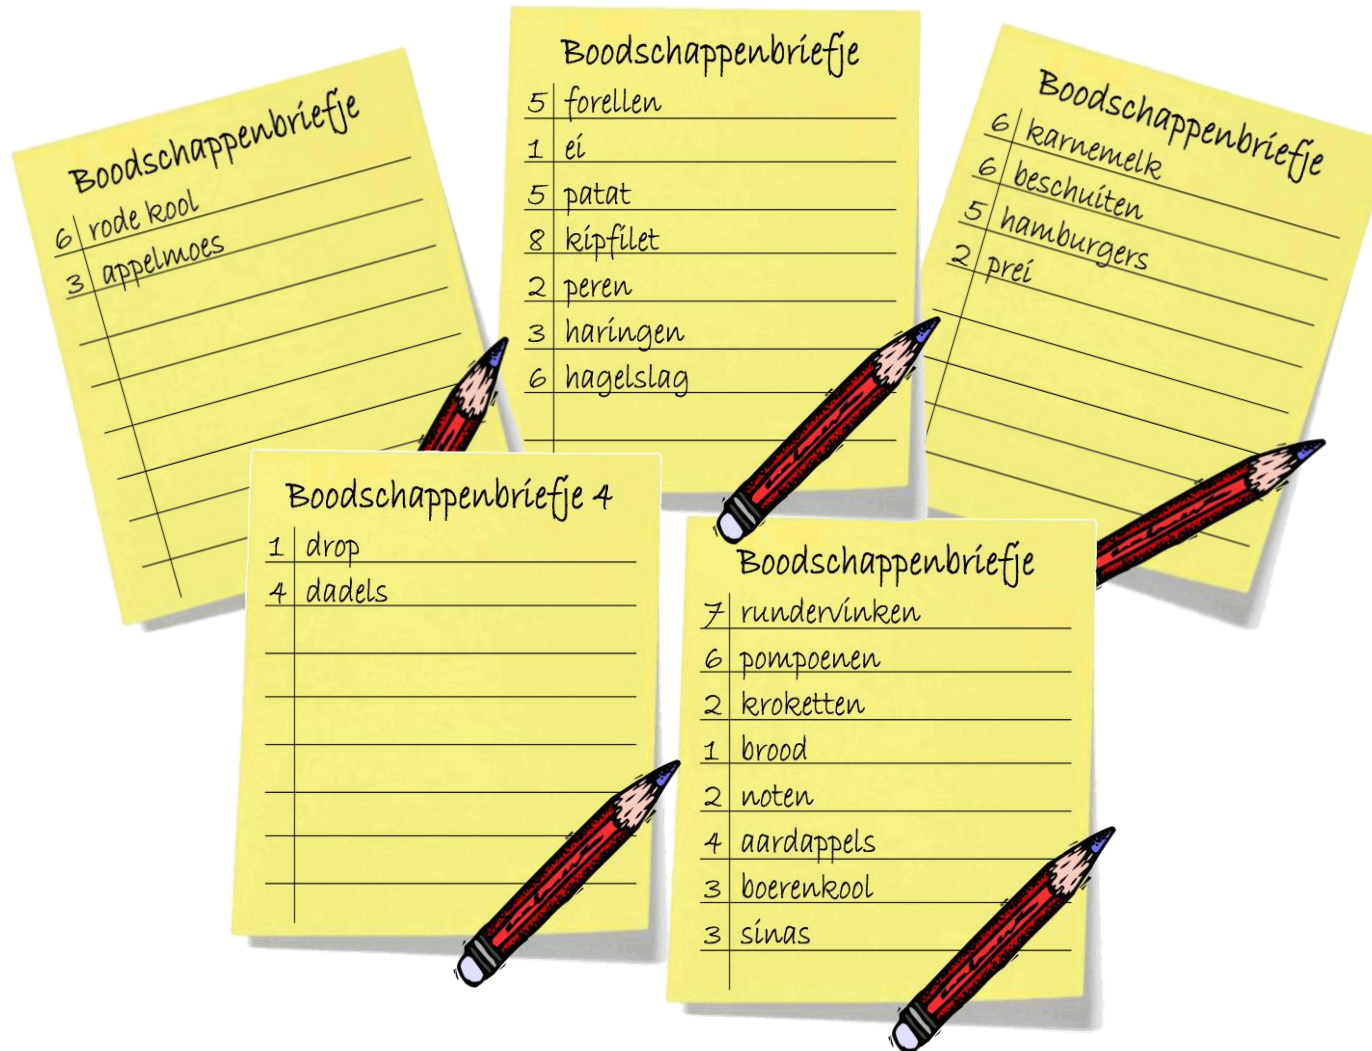 Boodschappenbriefje
6 rode kool
3 appelmoes
Boodschappenbriefje
5 forellen
1 ei
5 patat
8 kipfilet
2 peren
3 haringen
6 hagelslag
Boodschappenbriefje
6 karnemelk
6 beschuiten
5 hamburgers
2 prei
Boodschappenbriefje 4
1 drop
4 dadels
Boodschappenbriefje
7 rundervinken
6 pompoenen
2 kroketten
1 brood
2 noten
4 aardappels
3 boerenkool
3 sinas